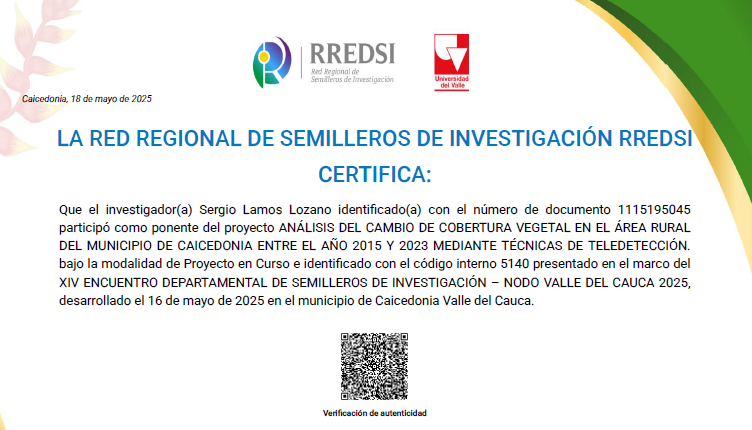 RREDSI
Red Regional de
Semilleros de Investigación
Universidad
del Valle
Caicedonia, 18 de mayo de 2025
LA RED REGIONAL DE SEMILLEROS DE INVESTIGACIÓN RREDSI
CERTIFICA:
Que el investigador(a) Sergio Lamos Lozano identificado(a) con el número de documento 1115195045
participó como ponente del proyecto ANÁLISIS DEL CAMBIO DE COBERTURA VEGETAL EN EL ÁREA RURAL
DEL MUNICIPIO DE CAICEDONIA ENTRE EL AÑO 2015 Y 2023 MEDIANTE TÉCNICAS DE TELEDETECCIÓN.
bajo la modalidad de Proyecto en Curso e identificado con el código interno 5140 presentado en el marco del
XIV ENCUENTRO DEPARTAMENTAL DE SEMILLEROS DE INVESTIGACIÓN – NODO VALLE DEL CAUCA 2025,
desarrollado el 16 de mayo de 2025 en el municipio de Caicedonia Valle del Cauca.
Verificación de autenticidad